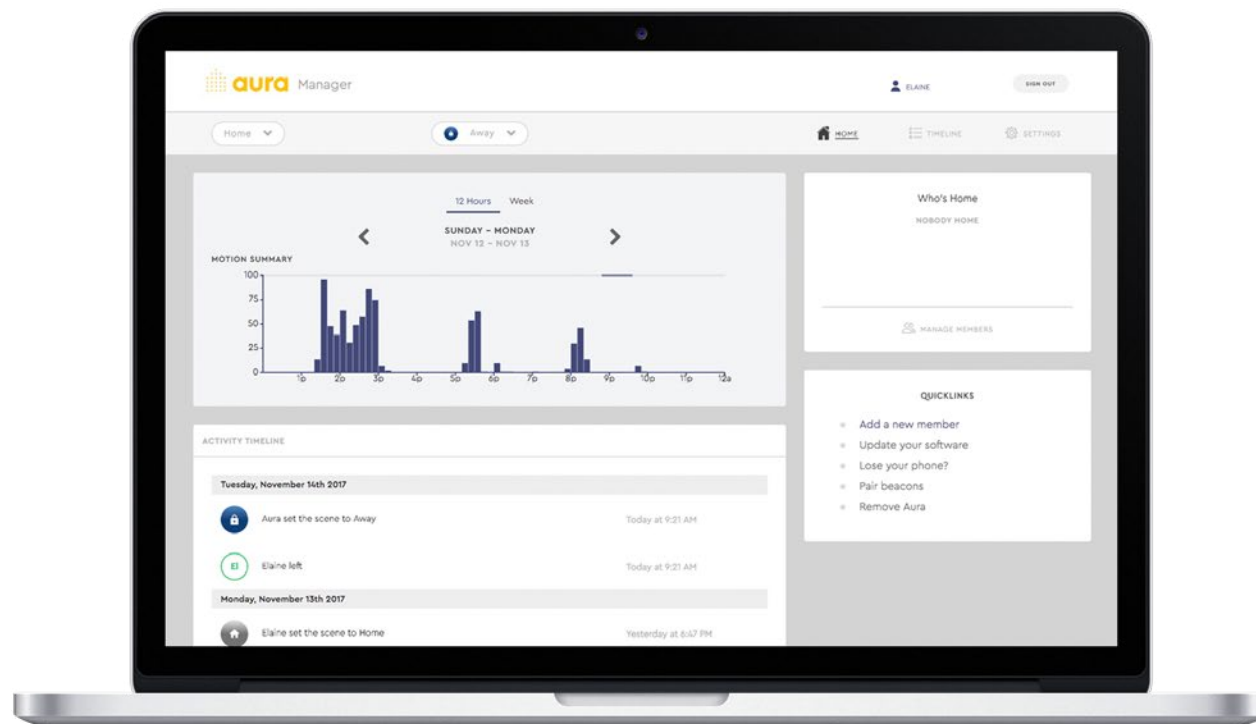 aura Manager
ELAINE
SIGN OUT
Home
Away
HOME
TIMELINE
SETTINGS
12 Hours Week
SUNDAY – MONDAY
NOV 12 – NOV 13
MOTION SUMMARY
100
75
50
25
0
1p 2p 3p 4p 5p 6p 7p 8p 9p 10p 11p 12a
Who's Home
NOBODY HOME
MANAGE MEMBERS
QUICKLINKS
Add a new member
Update your software
Lose your phone?
Pair beacons
Remove Aura
ACTIVITY TIMELINE
Tuesday, November 14th 2017
Aura set the scene to Away Today at 9:21 AM
El Elaine left Today at 9:21 AM
Monday, November 13th 2017
Elaine set the scene to Home Yesterday at 6:47 PM